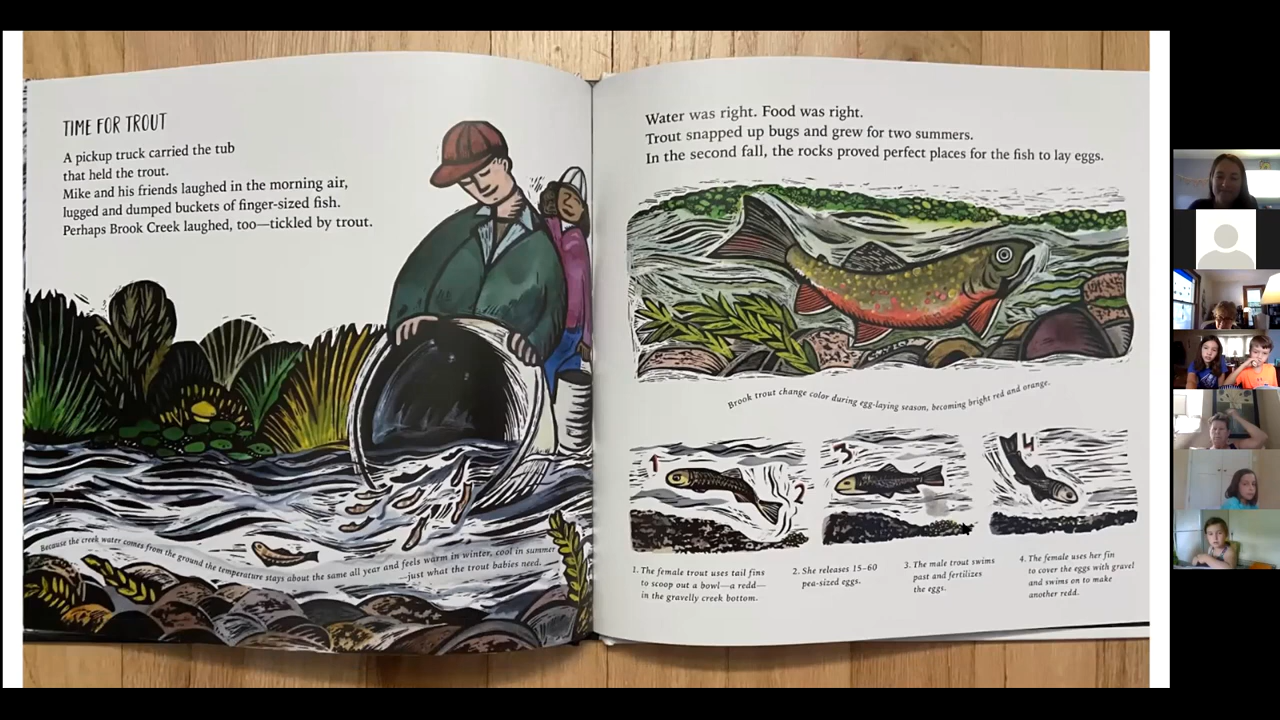 TIME FOR TROUT
A pickup truck carried the tub
that held the trout.
Mike and his friends laughed in the morning air,
lugged and dumped buckets of finger-sized fish.
Perhaps Brook Creek laughed, too—tickled by trout.
Because the creek water comes from the ground the temperature stays about the same all year and feels warm in winter, cool in summer
—just what the trout babies need.
Water was right. Food was right.
Trout snapped up bugs and grew for two summers.
In the second fall, the rocks proved perfect places for the fish to lay eggs.
Brook trout change color during egg-laying season, becoming bright red and orange.
1
2
3
4
1. The female trout uses tail fins
to scoop out a bowl—a redd—
in the gravelly creek bottom.
2. She releases 15-60
pea-sized eggs.
3. The male trout swims
past and fertilizes
the eggs.
4. The female uses her fin
to cover the eggs with gravel
and swims on to make
another redd.